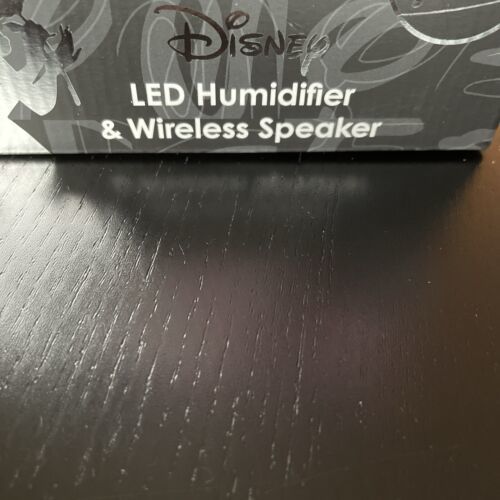 Disney
LED Humidifier
& Wireless Speaker